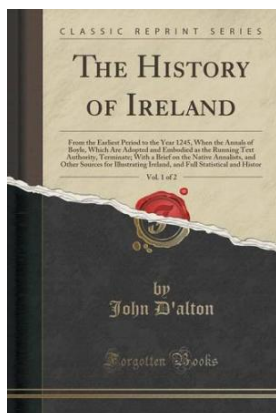 CLASSIC REPRINT SERIES
THE HISTORY
OF IRELAND
From the Earliest Period to the Year 1245, When the Annals of
Boyle, Which Are Adopted and Embodied as the Running Text
Authority, Terminate; With a Brief on the Native Annalists, and
Other Sources for Illustrating Ireland, and Full Statistical and Histor
Vol. 1 of 2
by
John D'alton
Forgotten Books